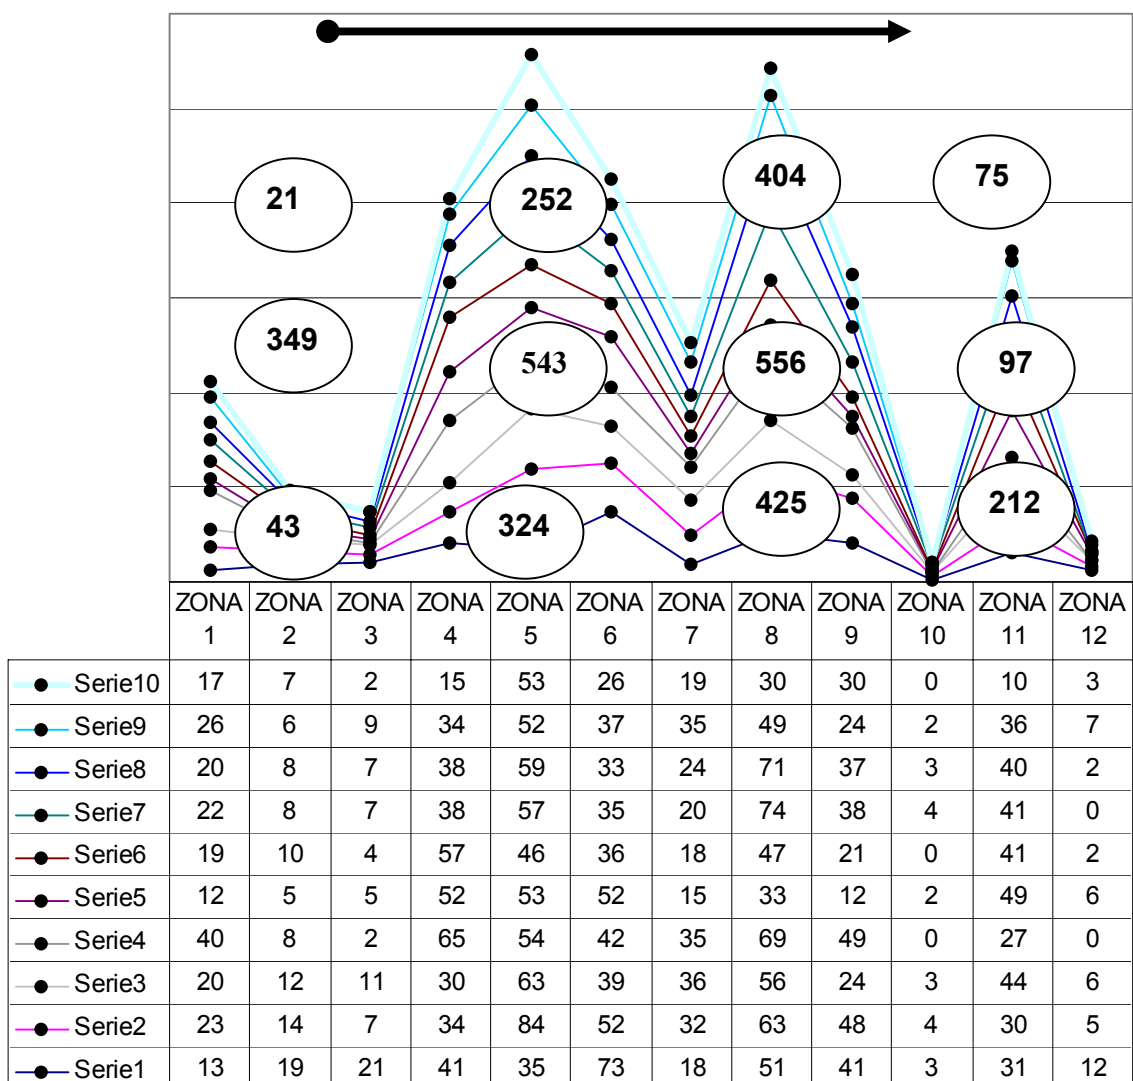 21 252 404 75
349 543 556 97
43 324 425 212
ZONA 1 ZONA 2 ZONA 3 ZONA 4 ZONA 5 ZONA 6 ZONA 7 ZONA 8 ZONA 9 ZONA 10 ZONA 11 ZONA 12
Serie10 17 7 2 15 53 26 19 30 30 0 10 3
Serie9 26 6 9 34 52 37 35 49 24 2 36 7
Serie8 20 8 7 38 59 33 24 71 37 3 40 2
Serie7 22 8 7 38 57 35 20 74 38 4 41 0
Serie6 19 10 4 57 46 36 18 47 21 0 41 2
Serie5 12 5 5 52 53 52 15 33 12 2 49 6
Serie4 40 8 2 65 54 42 35 69 49 0 27 0
Serie3 20 12 11 30 63 39 36 56 24 3 44 6
Serie2 23 14 7 34 84 52 32 63 48 4 30 5
Serie1 13 19 21 41 35 73 18 51 41 3 31 12